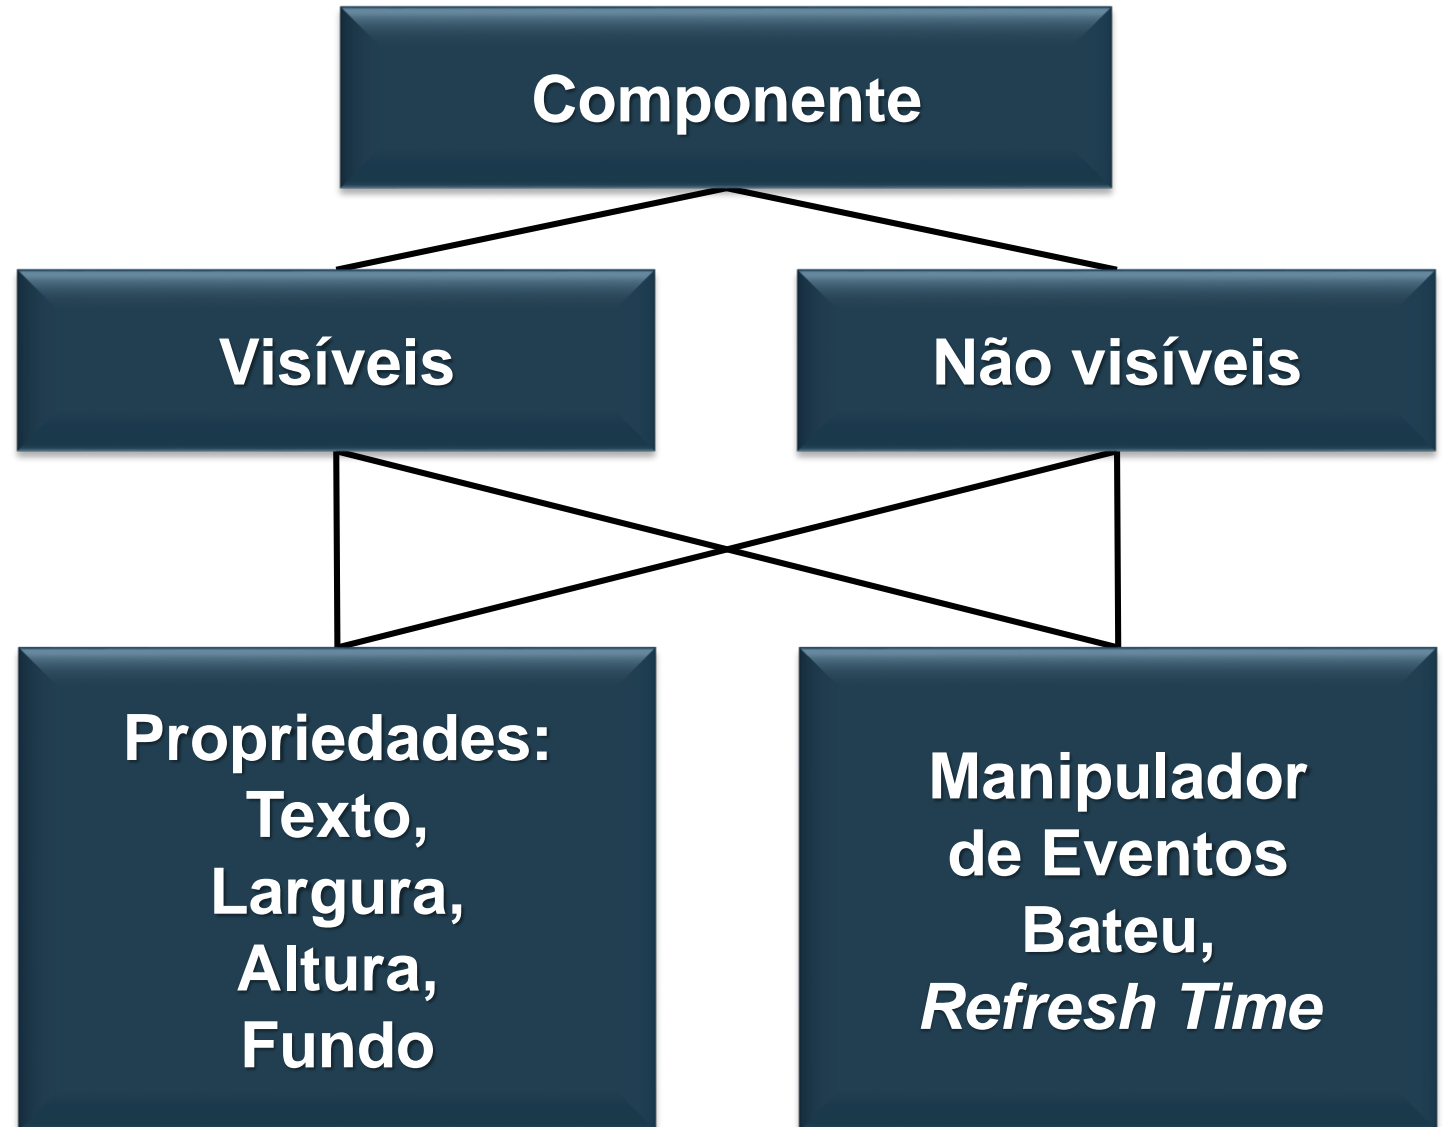 Componente
Visíveis
Não visíveis
Propriedades:
Texto,
Largura,
Altura,
Fundo
Manipulador
de Eventos
Bateu,
Refresh Time